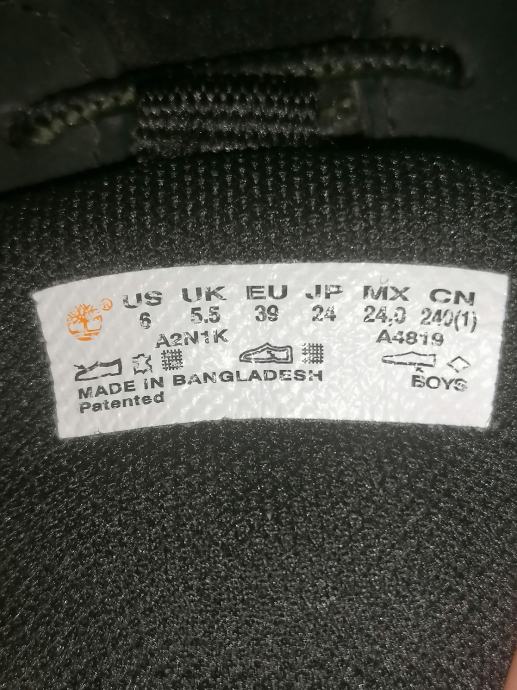 US UK EU JP MX CN
6 5.5 39 24 24,0 240(1)
A2N1K A4819
MADE IN BANGLADESH BOYS
Patented
®